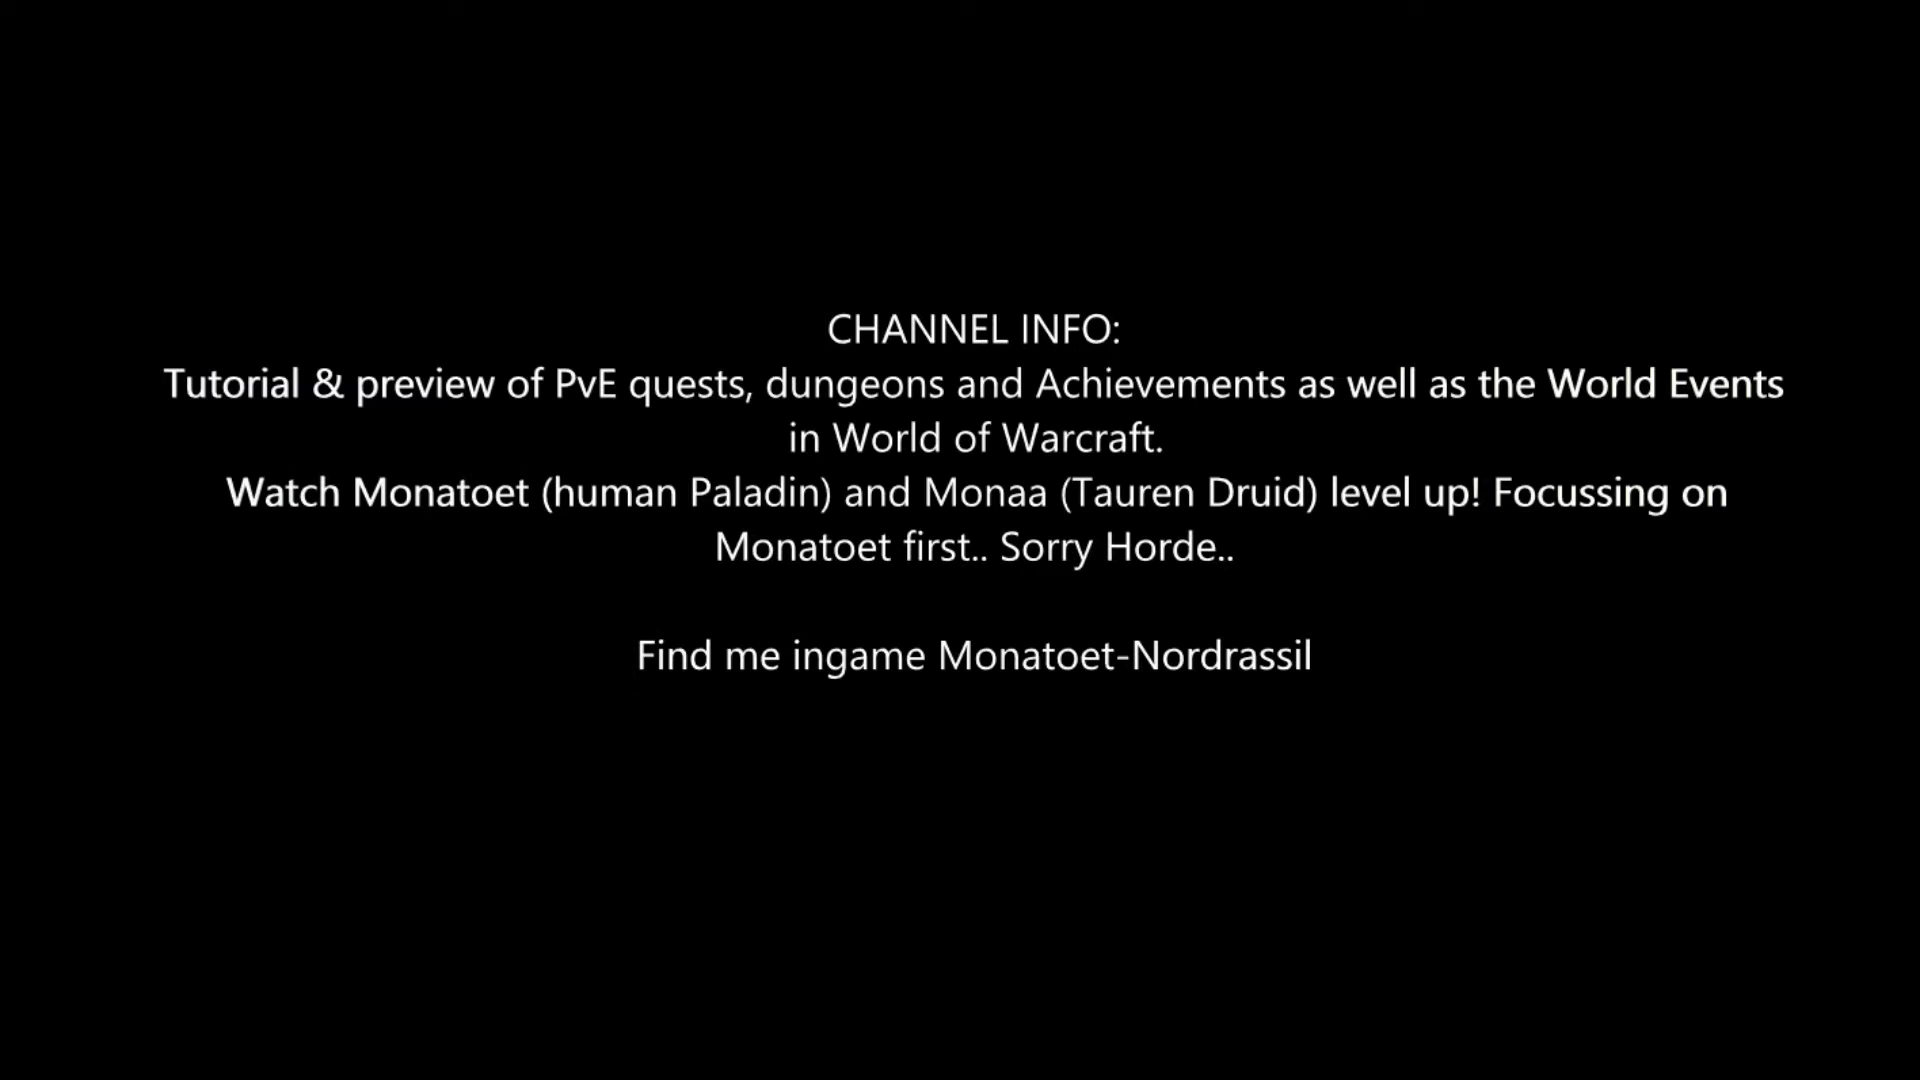 CHANNEL INFO:
Tutorial & preview of PvE quests, dungeons and Achievements as well as the World Events
in World of Warcraft.
Watch Monatoet (human Paladin) and Monaa (Tauren Druid) level up! Focussing on
Monatoet first.. Sorry Horde..
Find me ingame Monatoet-Nordrassil